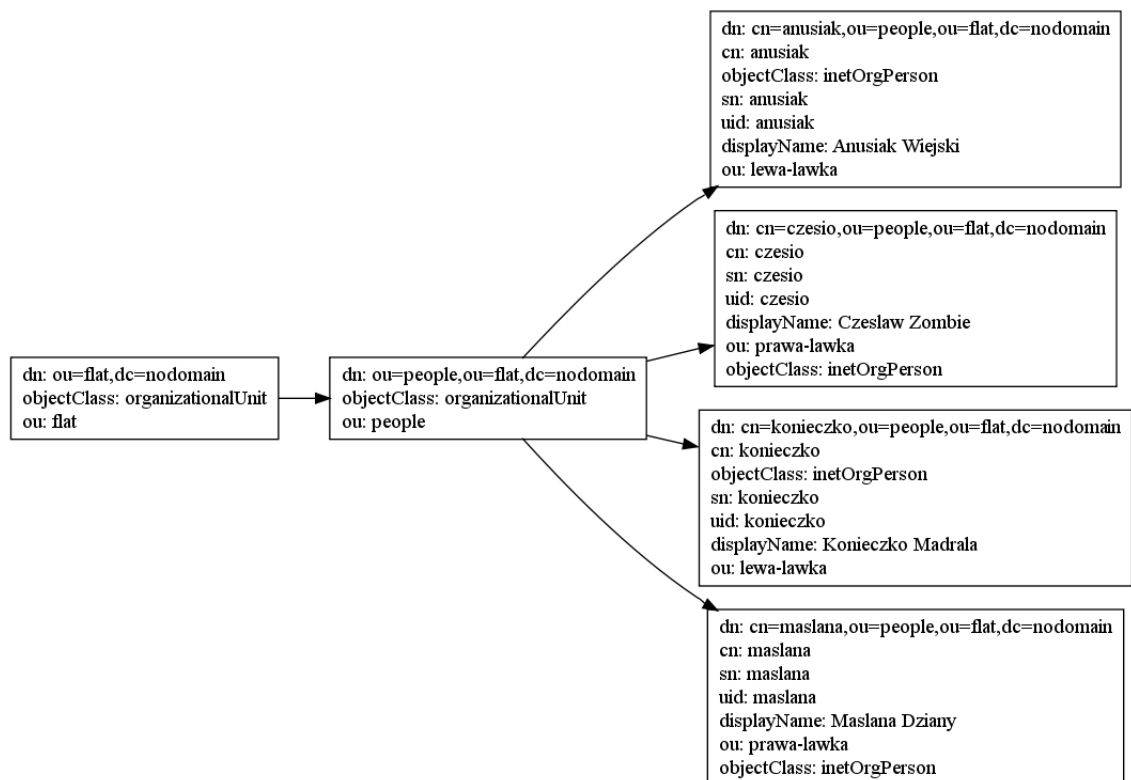 dn: ou=flat,dc=nodomain
objectClass: organizationalUnit
ou: flat
dn: ou=people,ou=flat,dc=nodomain
objectClass: organizationalUnit
ou: people
dn: cn=anusiak,ou=people,ou=flat,dc=nodomain
cn: anusiak
objectClass: inetOrgPerson
sn: anusiak
uid: anusiak
displayName: Anusiak Wiejski
ou: lewa-lawka
dn: cn=czesio,ou=people,ou=flat,dc=nodomain
cn: czesio
sn: czesio
uid: czesio
displayName: Czeslaw Zombie
ou: prawa-lawka
objectClass: inetOrgPerson
dn: cn=konieczko,ou=people,ou=flat,dc=nodomain
cn: konieczko
objectClass: inetOrgPerson
sn: konieczko
uid: konieczko
displayName: Konieczko Madrala
ou: lewa-lawka
dn: cn=maslana,ou=people,ou=flat,dc=nodomain
cn: maslana
sn: maslana
uid: maslana
displayName: Maslana Dziany
ou: prawa-lawka
objectClass: inetOrgPerson